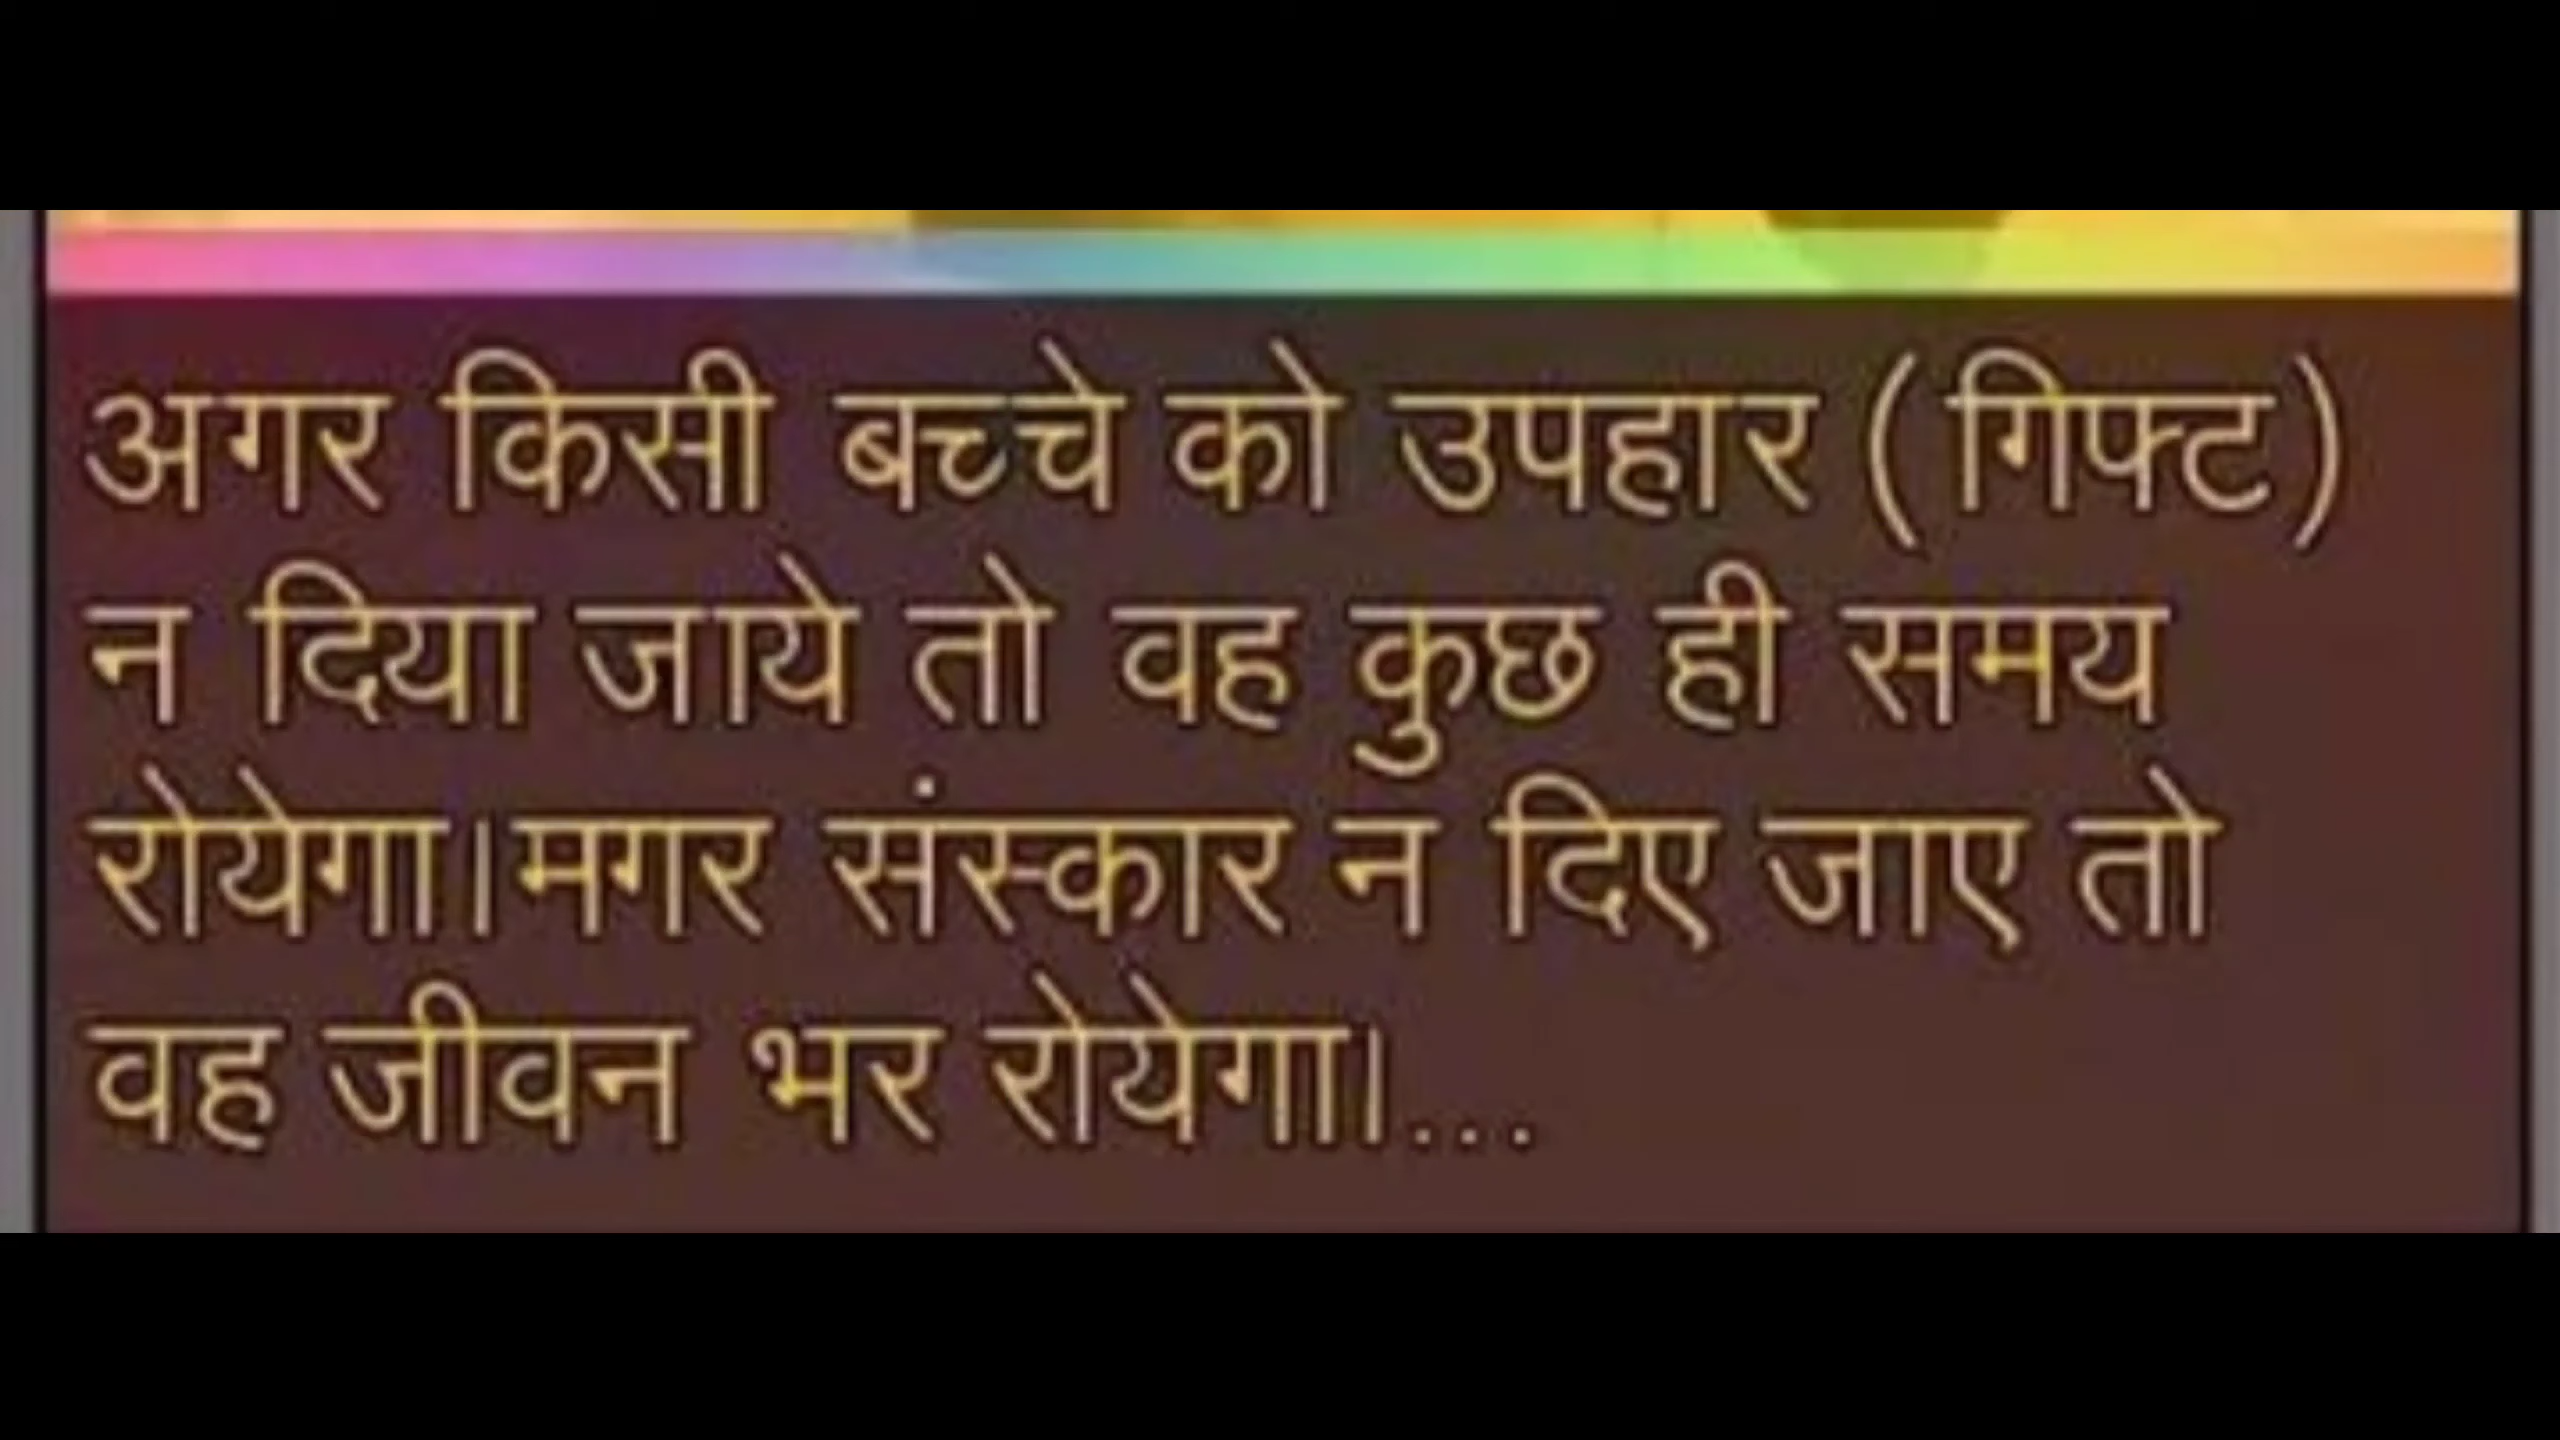 अगर किसी बच्चे को उपहार (गिफ्ट)
न दिया जाये तो वह कुछ ही समय
रोयेगा।मगर संस्कार न दिए जाए तो
वह जीवन भर रोयेगा।...